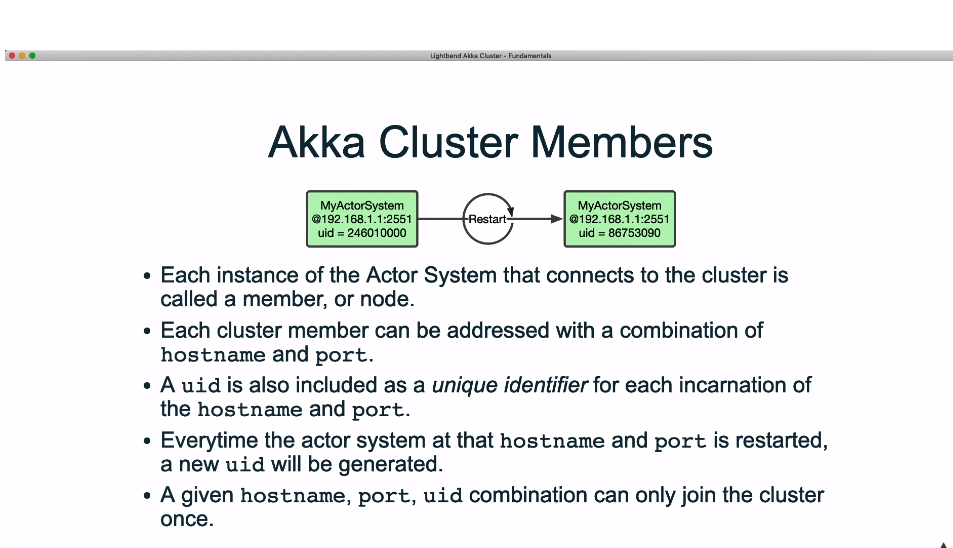 Lightbend Akka Cluster - Fundamentals
Akka Cluster Members
MyActorSystem
@192.168.1.1:2551
uid = 246010000
Restart
MyActorSystem
@192.168.1.1:2551
uid = 86753090
• Each instance of the Actor System that connects to the cluster is
called a member, or node.
• Each cluster member can be addressed with a combination of
hostname and port.
• A uid is also included as a unique identifier for each incarnation of
the hostname and port.
• Everytime the actor system at that hostname and port is restarted,
a new uid will be generated.
• A given hostname, port, uid combination can only join the cluster
once.